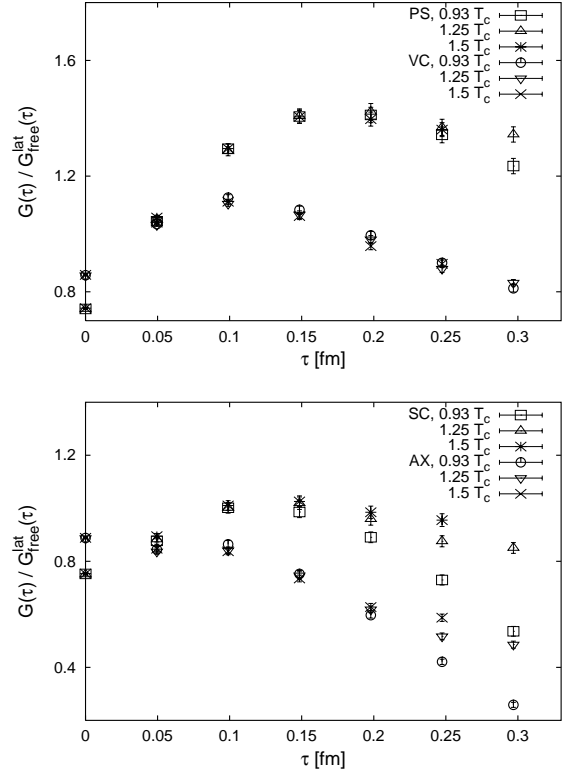 PS, 0.93 T_c
1.25 T_c
1.5 T_c
VC, 0.93 T_c
1.25 T_c
1.5 T_c
G(τ) / G^lat_free(τ)
1.6
1.2
0.8
0 0.05 0.1 0.15 0.2 0.25 0.3
τ [fm]
SC, 0.93 T_c
1.25 T_c
1.5 T_c
AX, 0.93 T_c
1.25 T_c
1.5 T_c
G(τ) / G^lat_free(τ)
1.2
0.8
0.4
0 0.05 0.1 0.15 0.2 0.25 0.3
τ [fm]